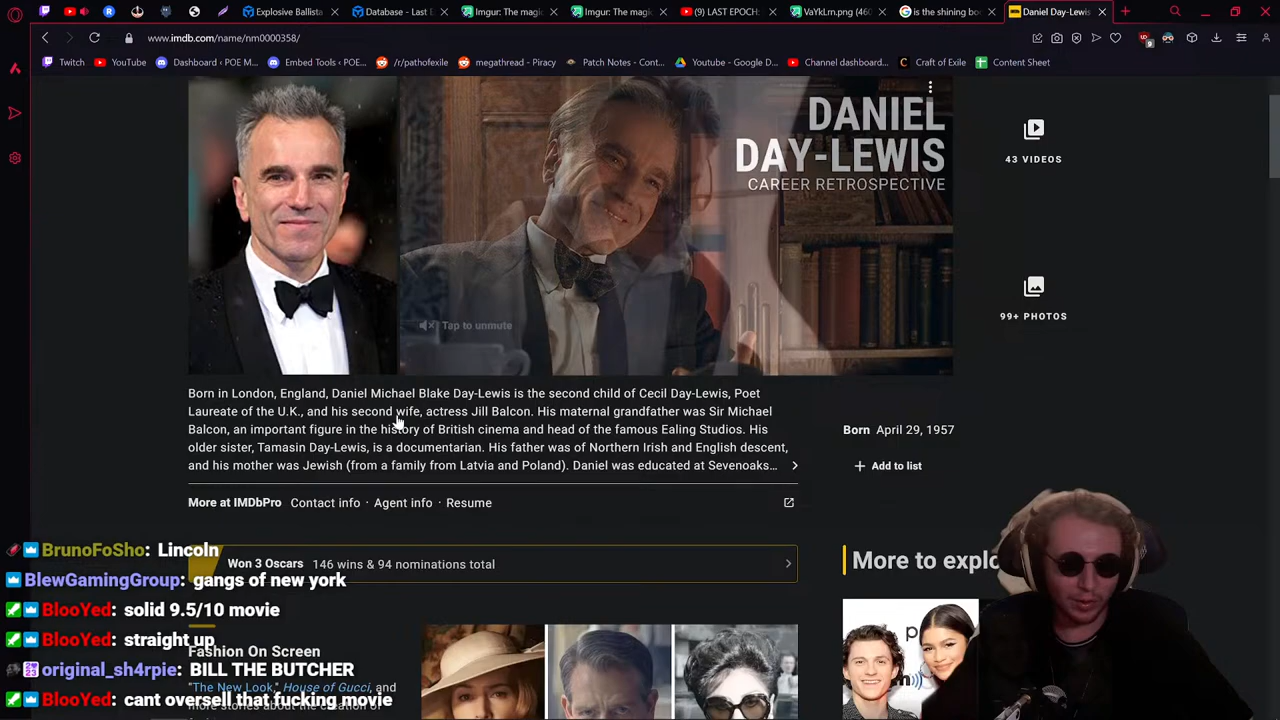 Explosive Ballista
Database - Last E
Imgur: The magi
Imgur: The magi
(9) LAST EPOCH:
VaYkLrn.png (460
is the shining boo
Daniel Day-Lewis
www.imdb.com/name/nm0000358/
9
Twitch
YouTube
Dashboard ‹ POE M...
Embed Tools ‹ POE...
/r/pathofexile
megathread - Piracy
Patch Notes - Cont...
Youtube - Google D...
Channel dashboard...
Craft of Exile
Content Sheet
DANIEL
DAY-LEWIS
CAREER RETROSPECTIVE
43 VIDEOS
99+ PHOTOS
Tap to unmute
Born in London, England, Daniel Michael Blake Day-Lewis is the second child of Cecil Day-Lewis, Poet
Laureate of the U.K., and his second wife, actress Jill Balcon. His maternal grandfather was Sir Michael
Balcon, an important figure in the history of British cinema and head of the famous Ealing Studios. His
older sister, Tamasin Day-Lewis, is a documentarian. His father was of Northern Irish and English descent,
and his mother was Jewish (from a family from Latvia and Poland). Daniel was educated at Sevenoaks...
Born April 29, 1957
+ Add to list
More at IMDbPro Contact info · Agent info · Resume
Won 3 Oscars 146 wins & 94 nominations total
More to explo
Fashion On Screen
"The New Look," House of Gucci, and
BrunoFoSho: Lincoln
BlewGamingGroup: gangs of new york
BlooYed: solid 9.5/10 movie
BlooYed: straight up
original_sh4rpie: BILL THE BUTCHER
BlooYed: cant oversell that fucking movie